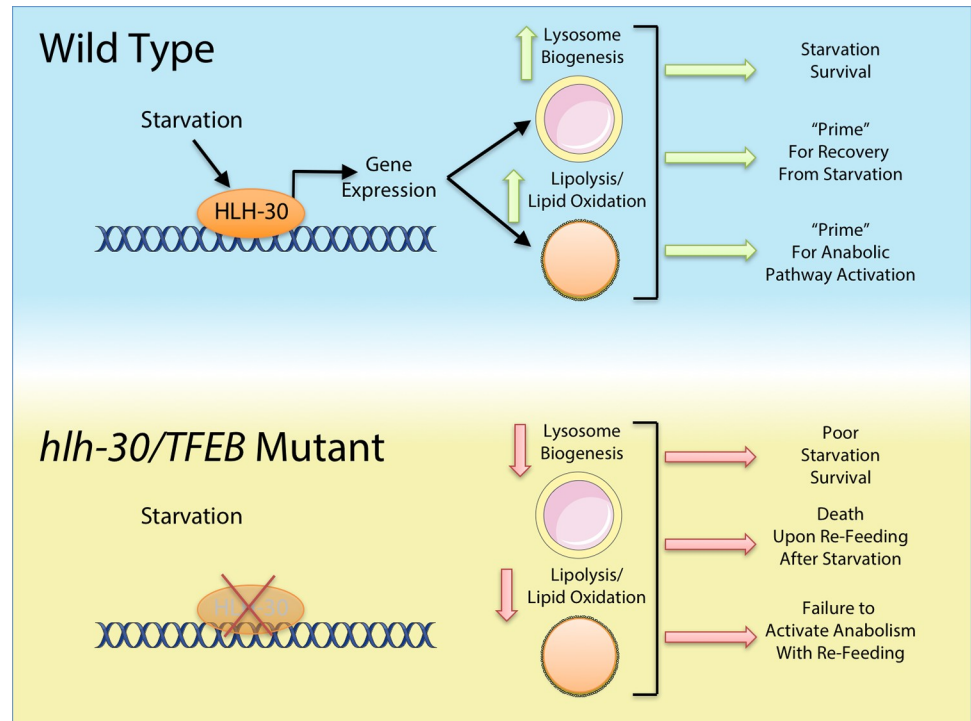 Wild Type
Starvation
HLH-30
Gene
Expression
Lysosome
Biogenesis
Lipolysis/
Lipid Oxidation
Starvation
Survival
“Prime”
For Recovery
From Starvation
“Prime”
For Anabolic
Pathway Activation
hlh-30/TFEB Mutant
Starvation
HLH-30
Lysosome
Biogenesis
Lipolysis/
Lipid Oxidation
Poor
Starvation
Survival
Death
Upon Re-Feeding
After Starvation
Failure to
Activate Anabolism
With Re-Feeding